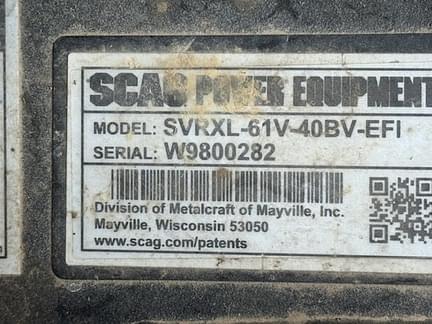 SCAG POWER EQUIPMENT
MODEL: SVRXL-61V-40BV-EFI
SERIAL: W9800282
Division of Metalcraft of Mayville, Inc.
Mayville, Wisconsin 53050
www.scag.com/patents